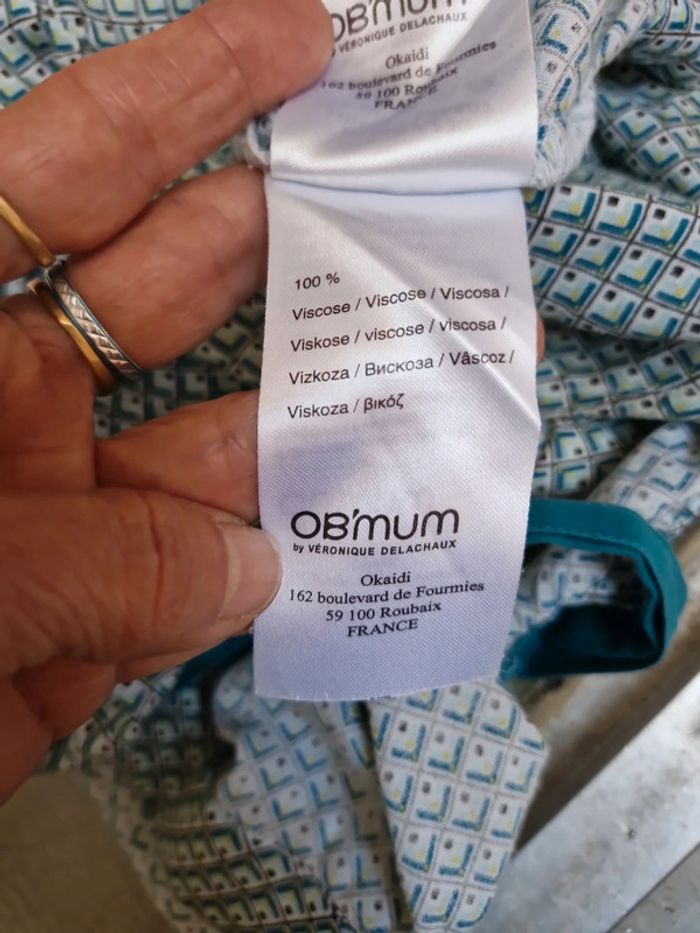 OB'mum
by VÉRONIQUE DELACHAUX
Okaidi
162 boulevard de Fourmies
59 100 Roubaix
FRANCE
100 %
Viscose / Viscose / Viscosa /
Viskose / viscose / viscosa /
Vizkoza / Вискоза / Vâscoz /
Viskoza / βικόζ
OB'mum
by VÉRONIQUE DELACHAUX
Okaidi
162 boulevard de Fourmies
59 100 Roubaix
FRANCE